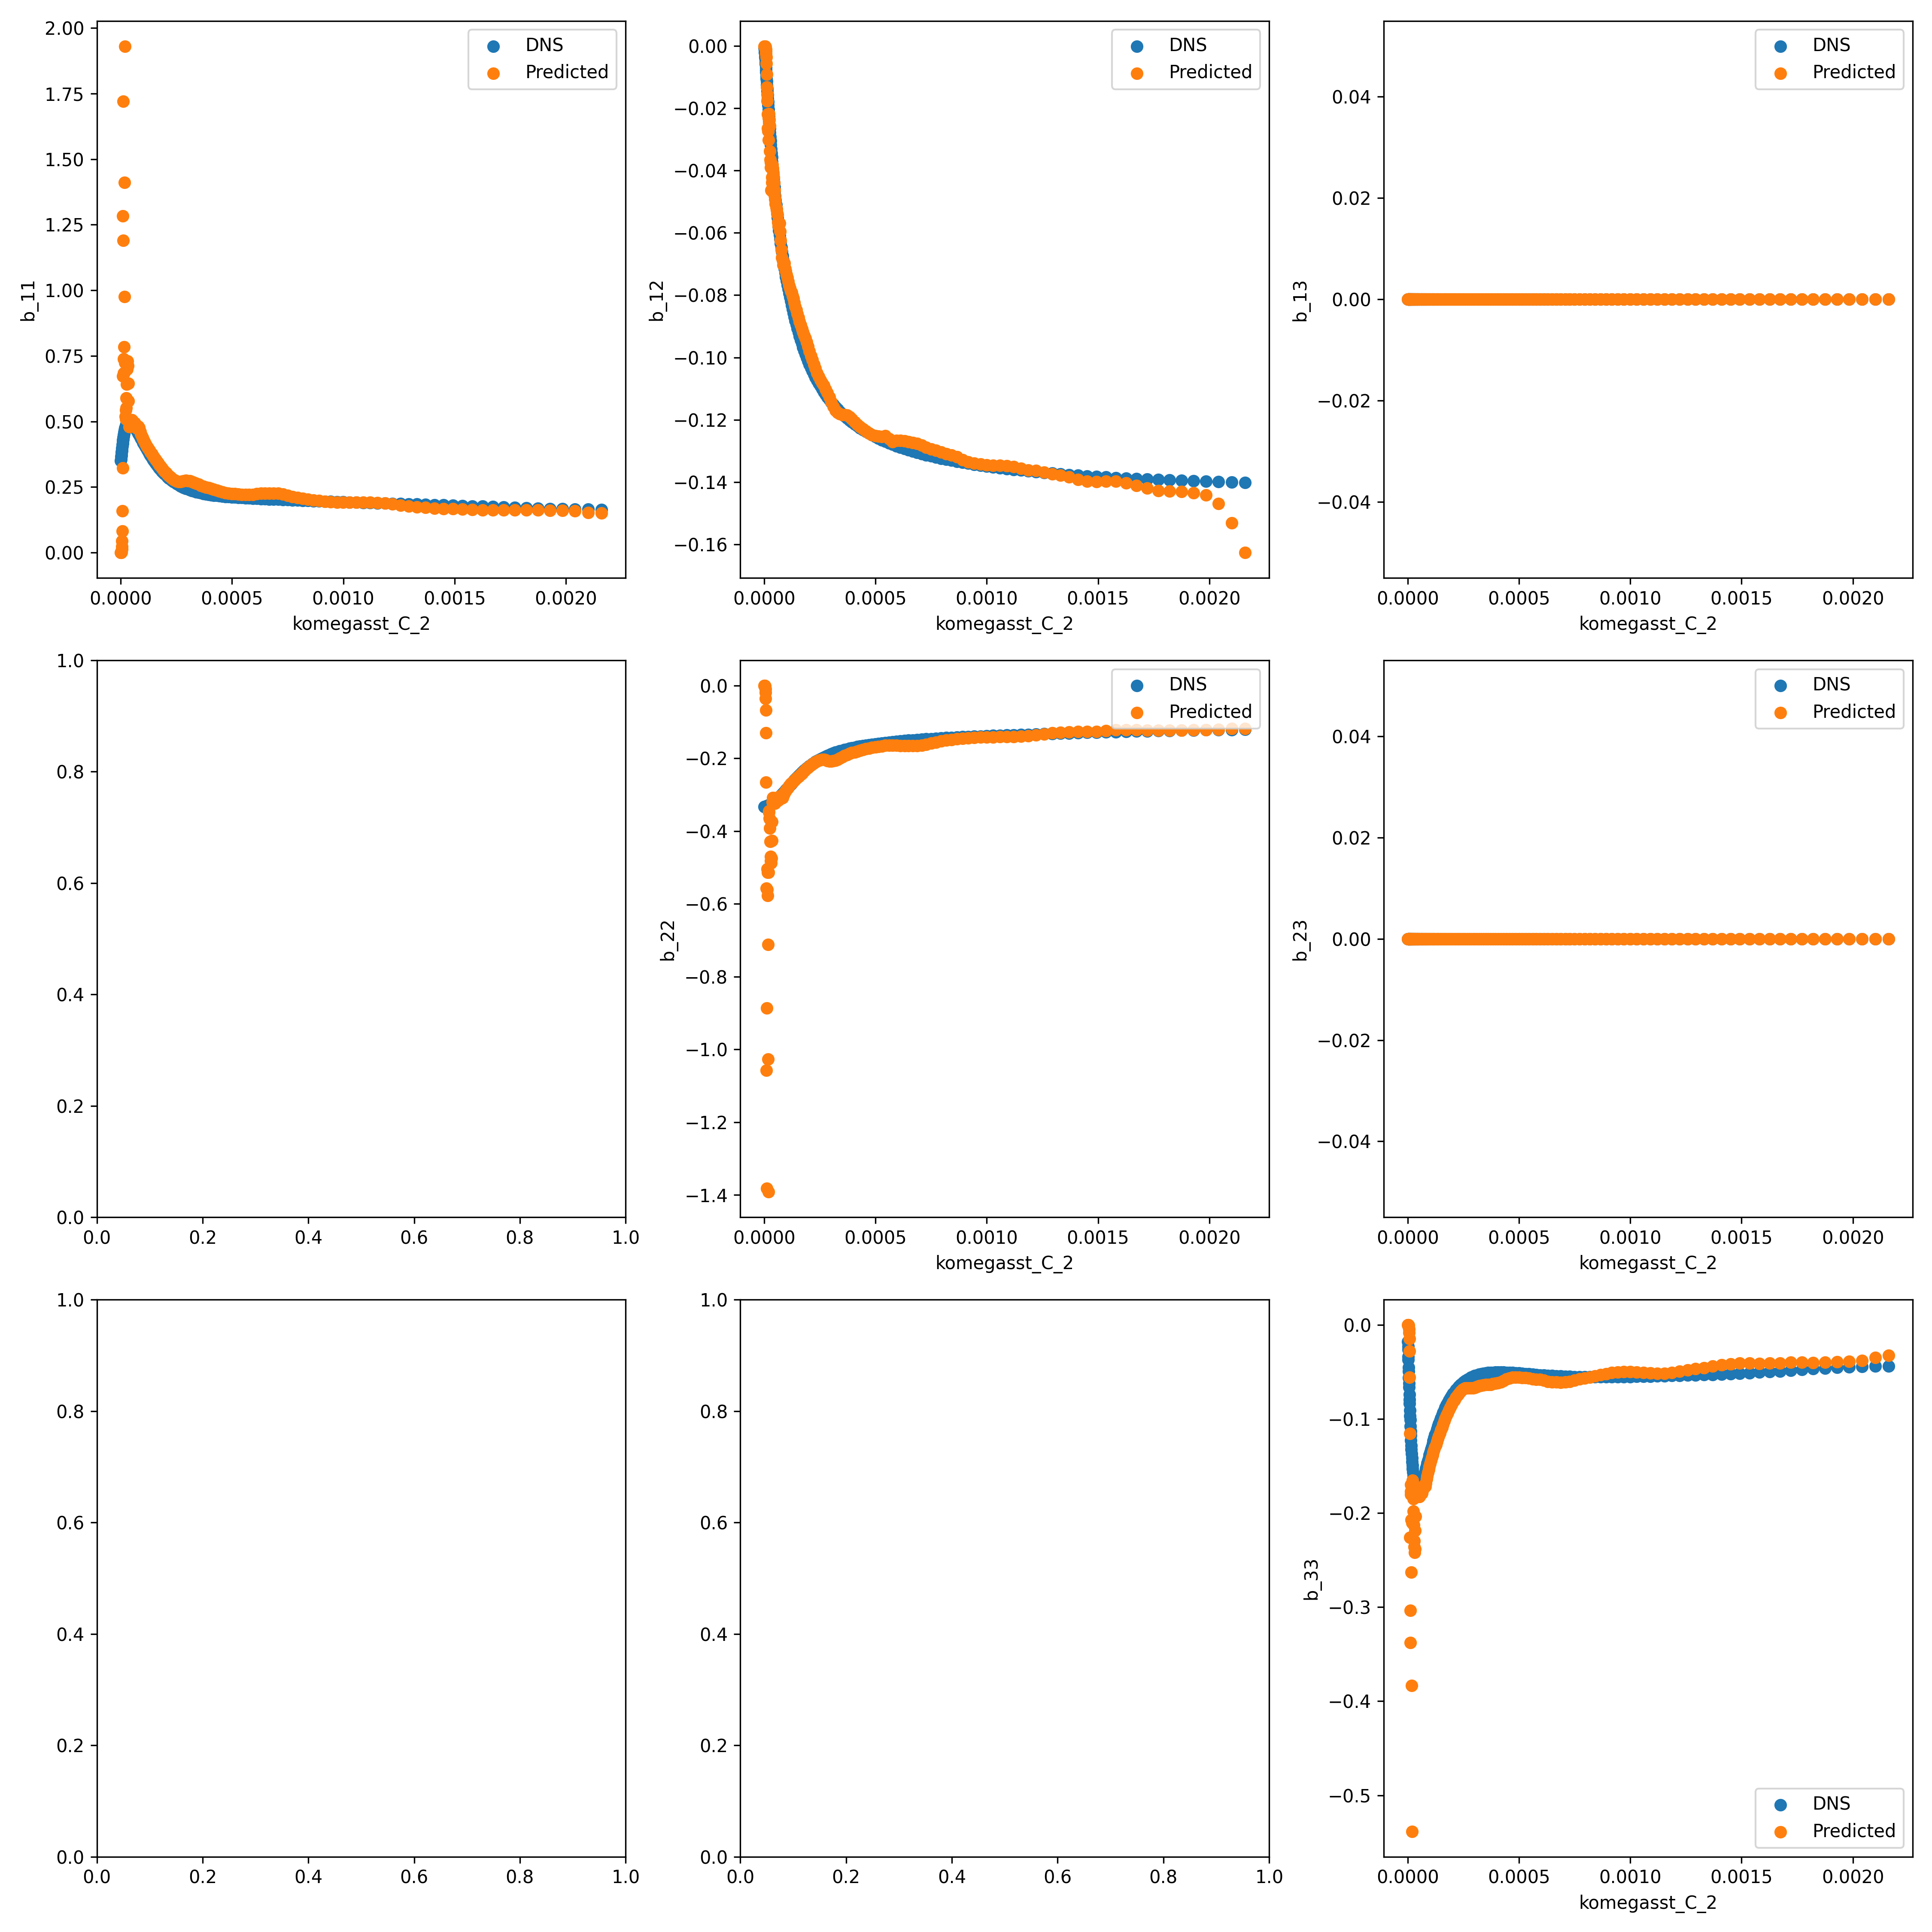 DNS
Predicted
2.00
1.75
1.50
1.25
1.00
0.75
0.50
0.25
0.00
b_11
0.0000 0.0005 0.0010 0.0015 0.0020
komegasst_C_2
DNS
Predicted
0.00
−0.02
−0.04
−0.06
−0.08
−0.10
−0.12
−0.14
−0.16
b_12
0.0000 0.0005 0.0010 0.0015 0.0020
komegasst_C_2
DNS
Predicted
0.04
0.02
0.00
−0.02
−0.04
b_13
0.0000 0.0005 0.0010 0.0015 0.0020
komegasst_C_2
1.0
0.8
0.6
0.4
0.2
0.0
0.0 0.2 0.4 0.6 0.8 1.0
DNS
Predicted
0.0
−0.2
−0.4
−0.6
−0.8
−1.0
−1.2
−1.4
b_22
0.0000 0.0005 0.0010 0.0015 0.0020
komegasst_C_2
DNS
Predicted
0.04
0.02
0.00
−0.02
−0.04
b_23
0.0000 0.0005 0.0010 0.0015 0.0020
komegasst_C_2
1.0
0.8
0.6
0.4
0.2
0.0
0.0 0.2 0.4 0.6 0.8 1.0
1.0
0.8
0.6
0.4
0.2
0.0
0.0 0.2 0.4 0.6 0.8 1.0
0.0
−0.1
−0.2
−0.3
−0.4
−0.5
b_33
DNS
Predicted
0.0000 0.0005 0.0010 0.0015 0.0020
komegasst_C_2